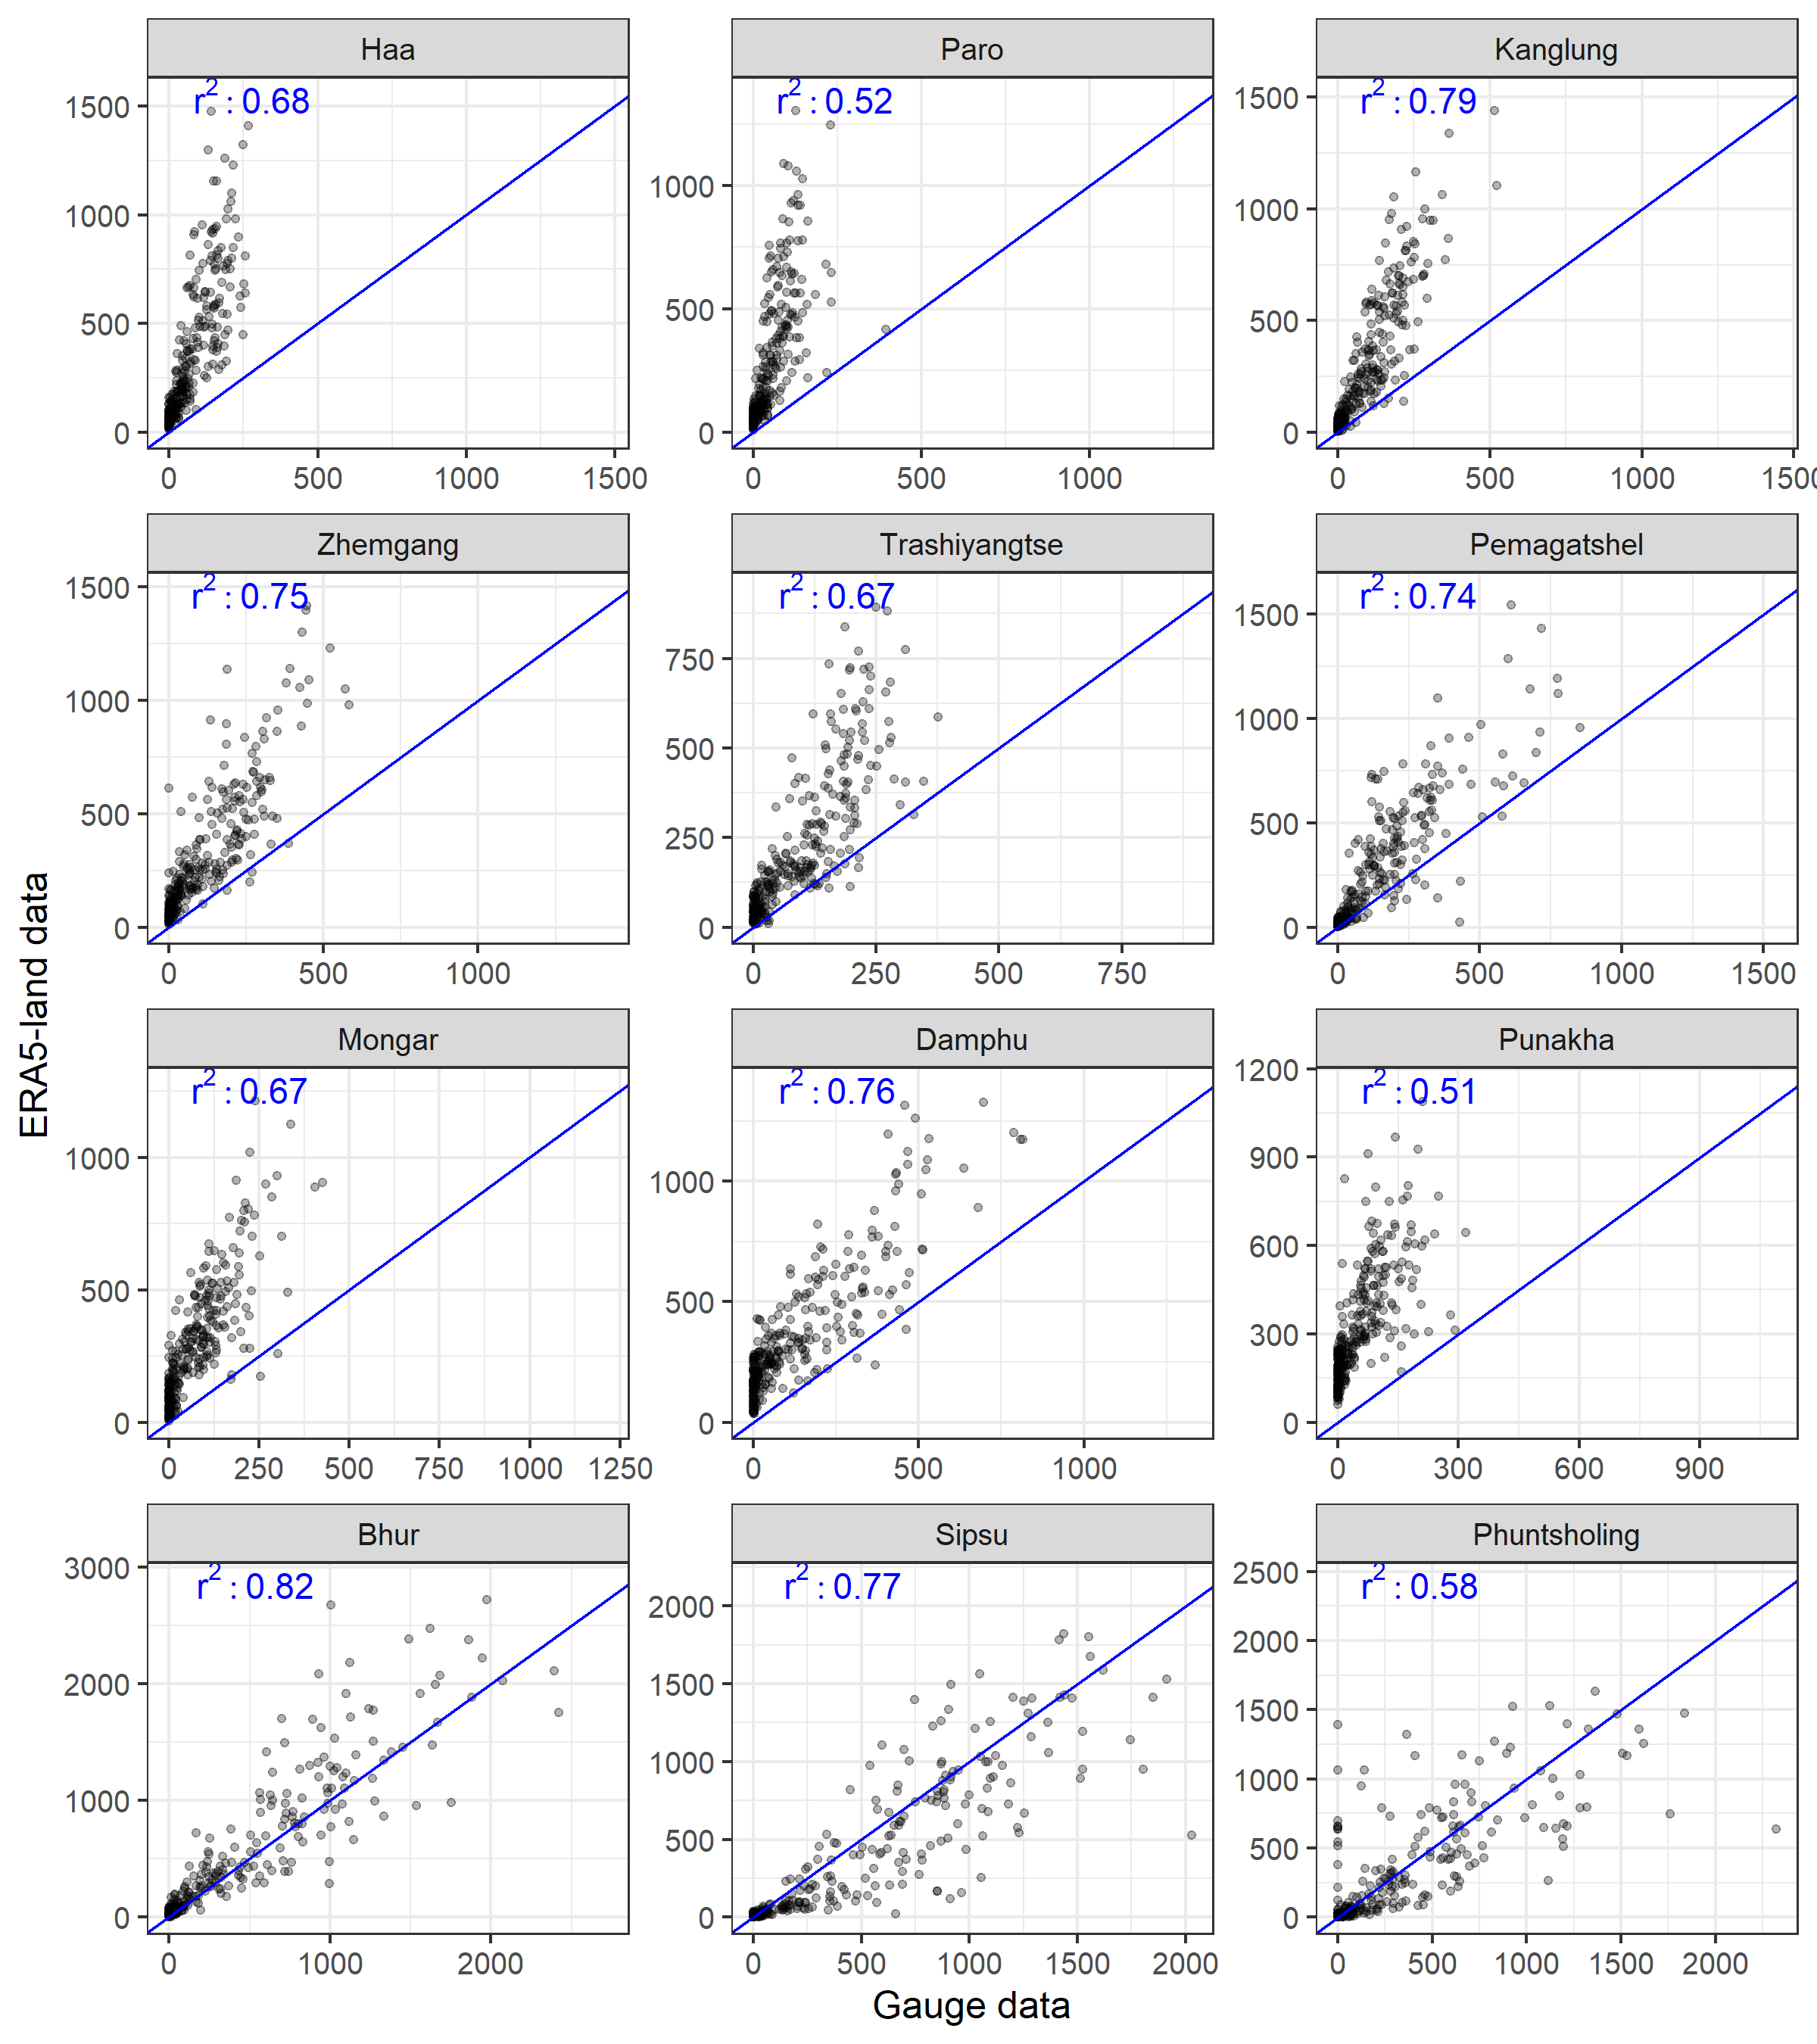 Haa
Paro
Kanglung
r² : 0.68
r² : 0.52
r² : 0.79
1500
1000
500
0
1000
500
0
1500
1000
500
0
0 500 1000 1500
0 500 1000
0 500 1000 1500
Zhemgang
Trashiyangtse
Pemagatshel
r² : 0.75
r² : 0.67
r² : 0.74
1500
1000
500
0
750
500
250
0
1500
1000
500
0
0 500 1000
0 250 500 750
0 500 1000 1500
ERA5-land data
Mongar
Damphu
Punakha
r² : 0.67
r² : 0.76
r² : 0.51
1000
500
0
1000
500
0
1200
900
600
300
0
0 250 500 750 1000 1250
0 500 1000
0 300 600 900
Bhur
Sipsu
Phuntsholing
r² : 0.82
r² : 0.77
r² : 0.58
3000
2000
1000
0
2000
1500
1000
500
0
2500
2000
1500
1000
500
0
0 1000 2000
0 500 1000 1500 2000
0 500 1000 1500 2000
Gauge data